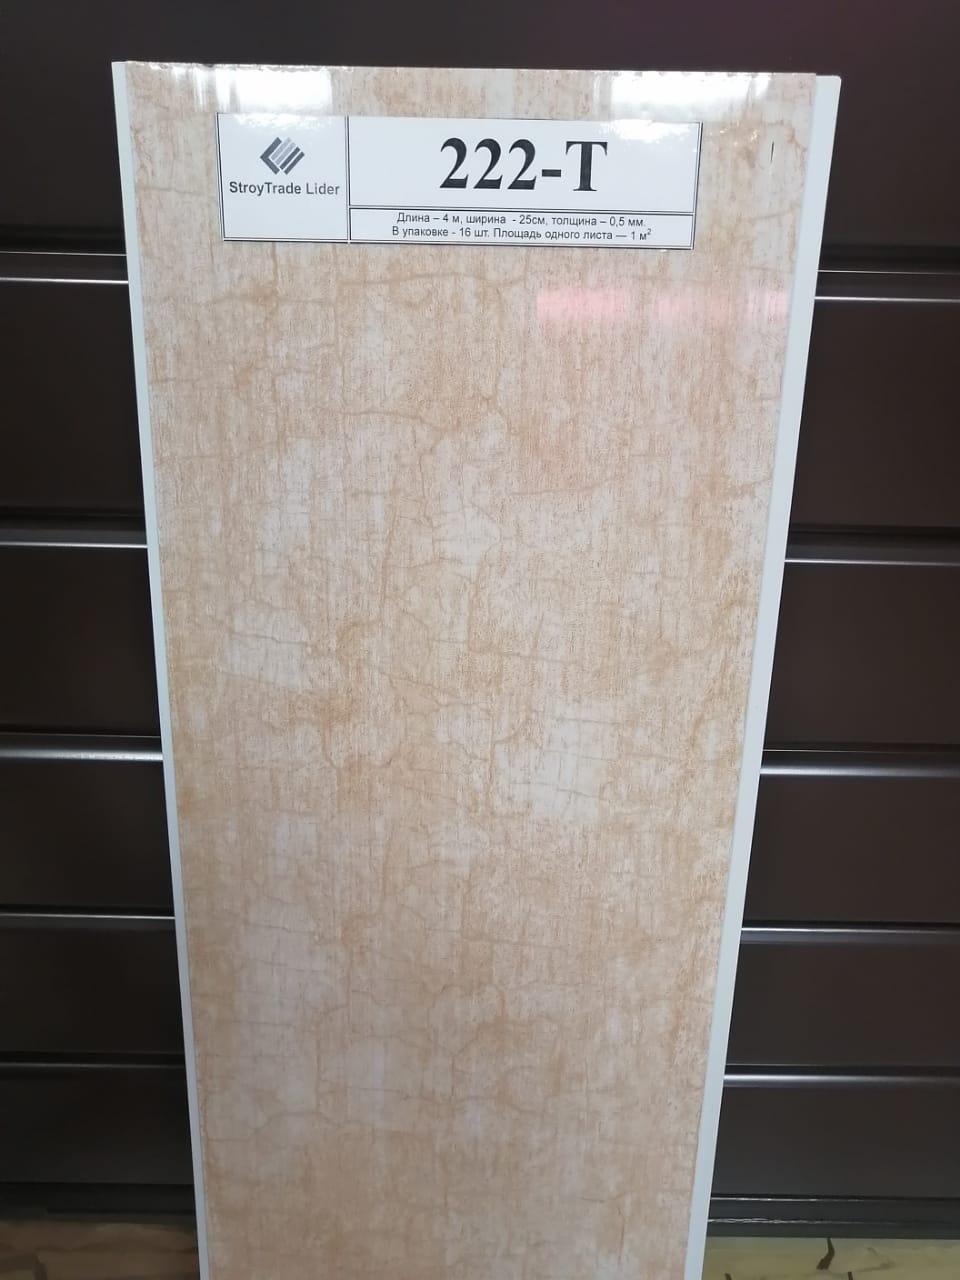 StroyTrade Lider
222-T
Длина – 4 м, ширина - 25см, толщина – 0,5 мм.
В упаковке - 16 шт. Площадь одного листа — 1 м²